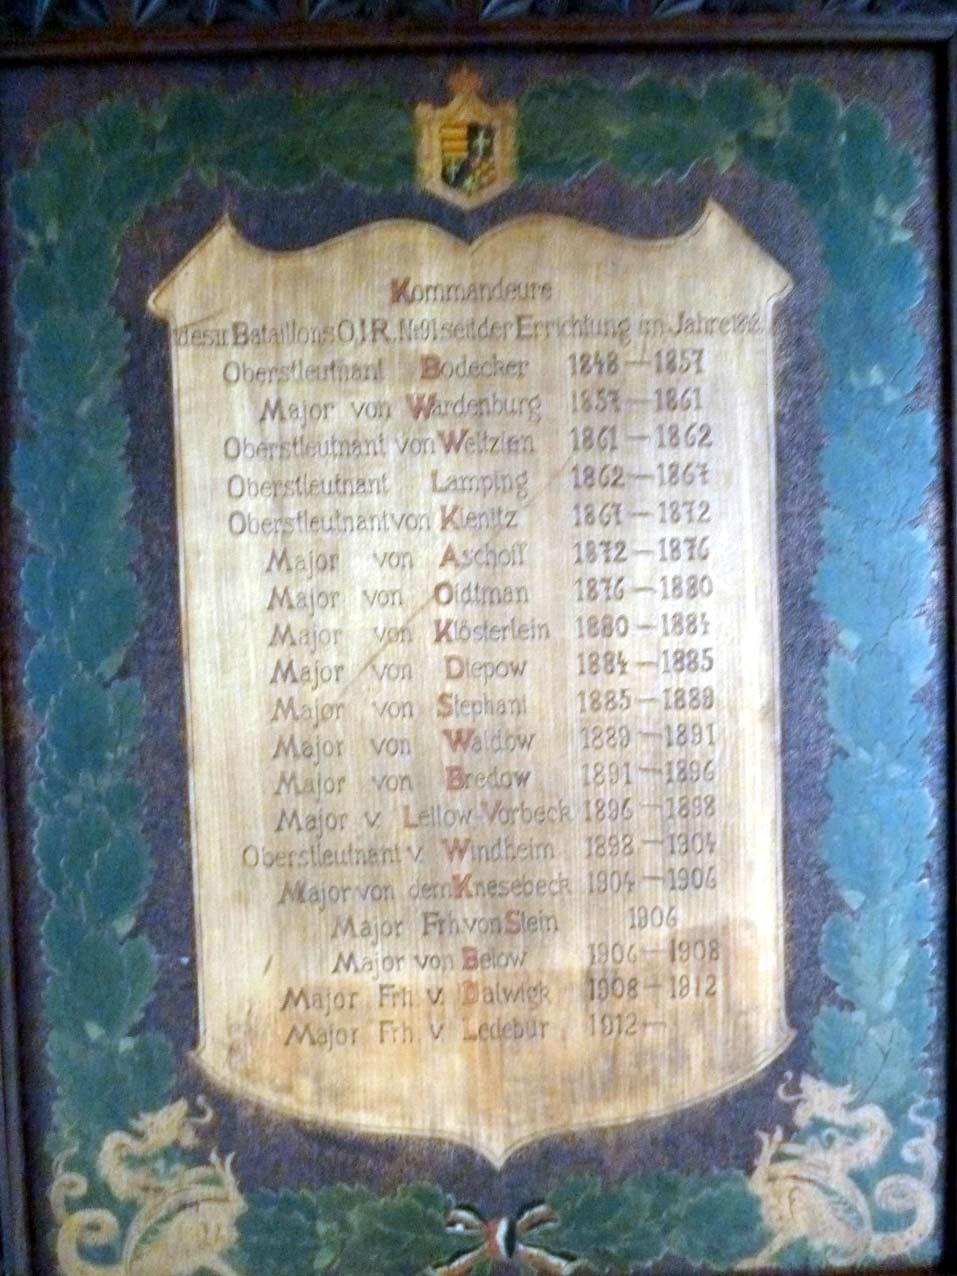 Kommandeure
des II Bataillons O.I.R. No 91 seit der Errichtung im Jahre
Oberstleutnant Bodecker 1848–1857
Major von Wardenburg 1857–1861
Oberstleutnant von Weltzien 1861–1862
Oberstleutnant Lamping 1862–1867
Oberstleutnant von Kienitz 1867–1872
Major von Aschoff 1872–1876
Major von Oidtman 1876–1880
Major von Klösterlein 1880–1884
Major von Diepow 1884–1885
Major von Stephani 1885–1889
Major von Waldow 1889–1891
Major von Bredow 1891–1896
Major v. Lettow-Vorbeck 1896–1898
Oberstleutnant v. Windheim 1898–1904
Major von dem Knesebeck 1904–1906
Major Frh von Stein 1906
Major von Below 1906–1908
Major Frh v. Dalwigk 1908–1912
Major Frh. v Ledebur 1912–